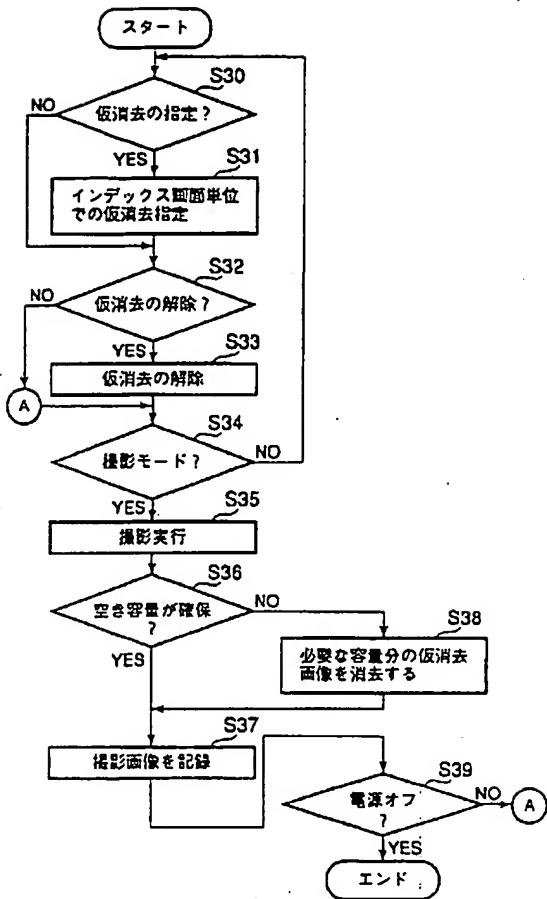 スタート
S30
仮消去の指定?
NO
YES
S31
インデックス画面単位
での仮消去指定
S32
仮消去の解除?
NO
YES
S33
仮消去の解除
A
S34
撮影モード?
NO
YES
S35
撮影実行
S36
空き容量が確保
?
NO
YES
S38
必要な容量分の仮消去
画像を消去する
S37
撮影画像を記録
S39
電源オフ
?
NO
A
YES
エンド